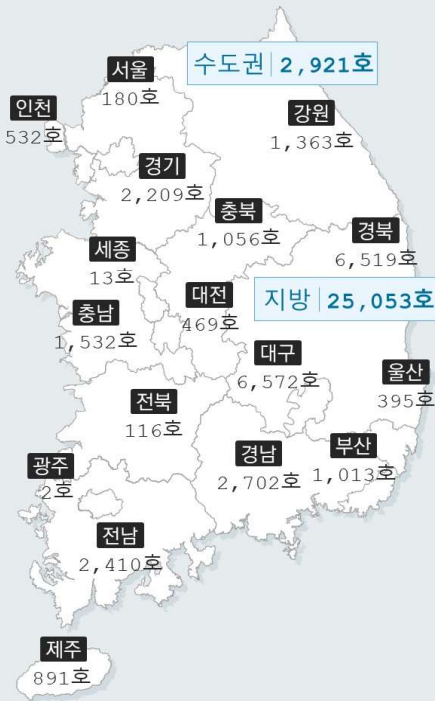 서울
180호
수도권 2,921호
인천
532호
강원
1,363호
경기
2,209호
충북
1,056호
경북
6,519호
세종
13호
대전
469호
지방 25,053호
충남
1,532호
대구
6,572호
울산
395호
전북
116호
경남
2,702호
부산
1,013호
광주
2호
전남
2,410호
제주
891호